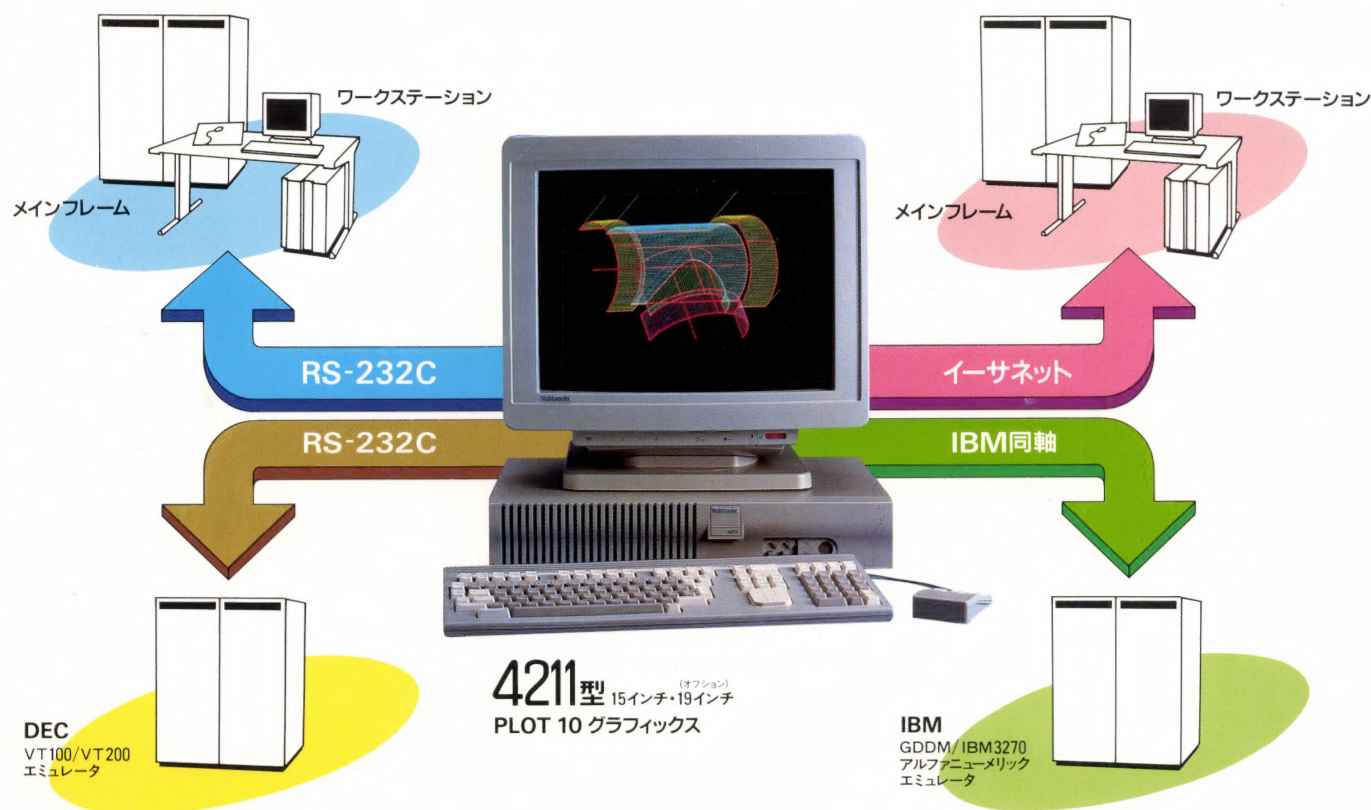 ワークステーション
メインフレーム
ワークステーション
メインフレーム
RS-232C
イーサネット
RS-232C
IBM同軸
Tektronix
Tektronix
4211
4211型 15インチ・19インチ
(オプション)
PLOT 10 グラフィックス
DEC
VT100/VT200
エミュレータ
IBM
GDDM/IBM3270
アルファニューメリック
エミュレータ